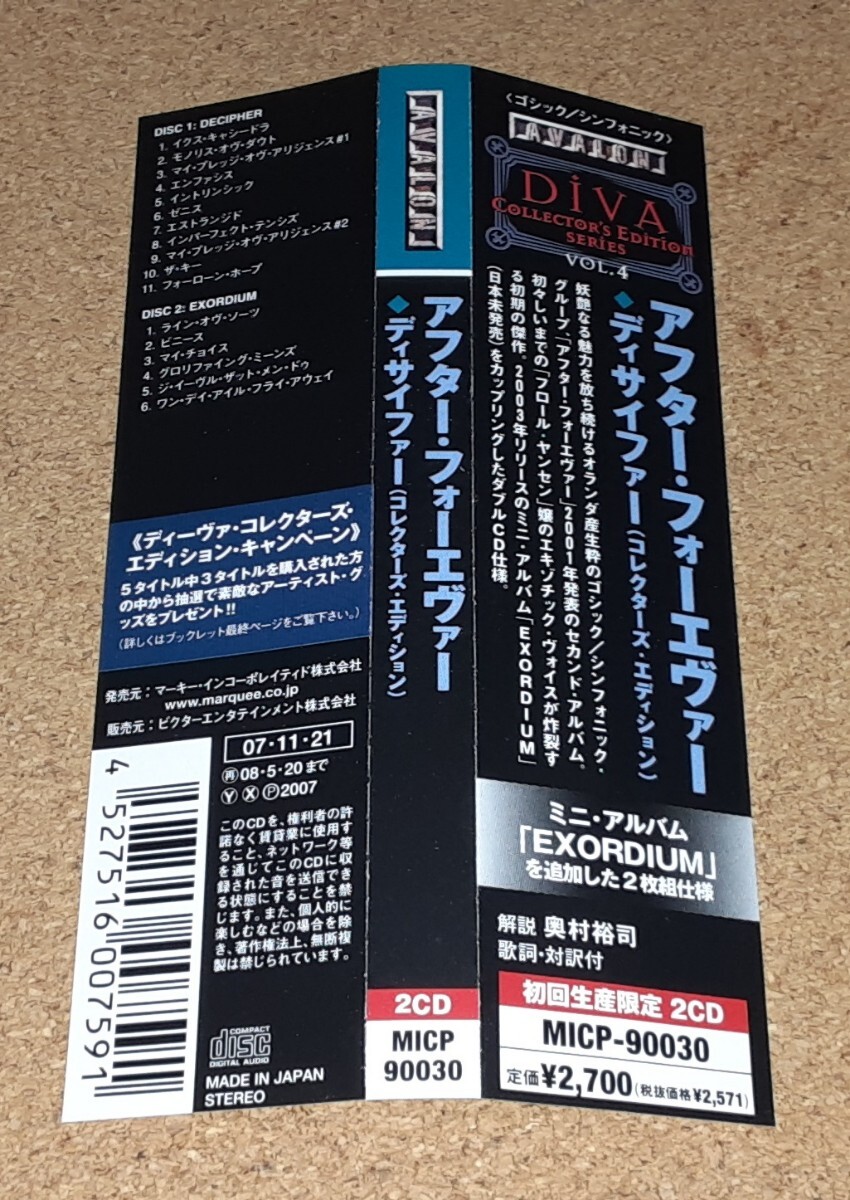 DISC 1: DECIPHER
1. イクス・キャシードラ
2. モノリス・オヴ・ダウト
3. マイ・プレッジ・オヴ・アリジェンス#1
4. エンファシス
5. イントリンシック
6. ゼニス
7. エストランジド
8. インパーフェクト・テンシズ
9. マイ・プレッジ・オヴ・アリジェンス#2
10. ザ・キー
11. フォーローン・ホープ
DISC 2: EXORDIUM
1. ライン・オヴ・ソーツ
2. ビニース
3. マイ・チョイス
4. グロリファイング・ミーンズ
5. ジ・イーヴル・ザット・メン・ドゥ
6. ワン・デイ・アイル・フライ・アウェイ
《ディーヴァ・コレクターズ・
エディション・キャンペーン》
5タイトル中3タイトルを購入された方
の中から抽選で素敵なアーティスト・グ
ッズをプレゼント!!
(詳しくはブックレット最終ページをご覧下さい。)
発売元:マーキー・インコーポレイティド株式会社
www.marquee.co.jp
販売元:ビクターエンタテインメント株式会社
07・11・21
再08・5・20まで
Y X P2007
このCDを、権利者の許
諾なく賃貸業に使用す
ること、ネットワーク等
を通じてこのCDに収
録された音を送信でき
る状態にすることを禁
じます。また、個人的に
楽しむなどの場合を除
き、著作権法上、無断複
製は禁じられています。
4 527516 007591
COMPACT
disc
DIGITAL AUDIO
MADE IN JAPAN
STEREO
AVALON
アフター・フォーエヴァー
◆ディサイファー(コレクターズ・エディション)
2CD
MICP
90030
〈ゴシック/シンフォニック〉
AVALON
DiVA
COLLECTOR'S EDITION
SERIES
VOL.4
アフター・フォーエヴァー
◆ディサイファー(コレクターズ・エディション)
妖艶なる魅力を放ち続けるオランダ産生粋のゴシック/シンフォニック・
グループ、「アフター・フォーエヴァー」2001年発表のセカンド・アルバム。
初々しいまでの「フロール・ヤンセン」嬢のエキゾチック・ヴォイスが炸裂す
る初期の傑作。2003年リリースのミニ・アルバム「EXORDIUM」
(日本未発売)をカップリングしたダブルCD仕様。
ミニ・アルバム
「EXORDIUM」
を追加した2枚組仕様
解説 奥村裕司
歌詞・対訳付
初回生産限定 2CD
MICP-90030
定価¥2,700(税抜価格¥2,571)